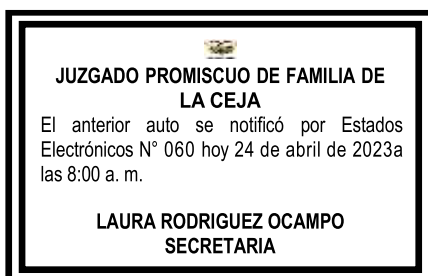 JUZGADO PROMISCUO DE FAMILIA DE
LA CEJA
El anterior auto se notificó por Estados
Electrónicos N° 060 hoy 24 de abril de 2023a
las 8:00 a. m.
LAURA RODRIGUEZ OCAMPO
SECRETARIA